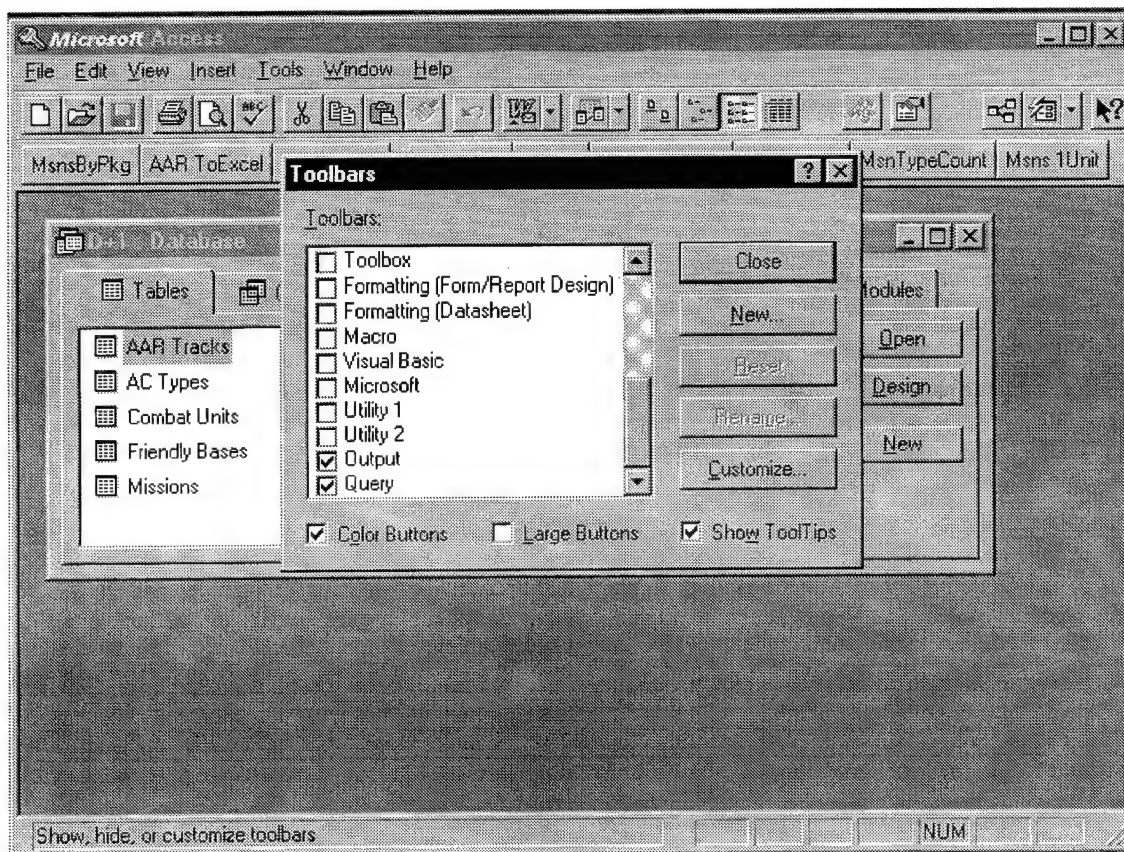 Microsoft Access
File Edit View Insert Tools Window Help
MsnsByPkg AAR ToExcel MsnTypeCount Msns 1Unit
Toolbars
D+1 : Database
Toolbars:
Tables
Modules
Toolbox
Formatting (Form/Report Design)
Formatting (Datasheet)
Macro
Visual Basic
Microsoft
Utility 1
Utility 2
Output
Query
Close
New...
Reset
Rename...
Customize...
AAR Tracks
AC Types
Combat Units
Friendly Bases
Missions
Open
Design
New
Color Buttons Large Buttons Show ToolTips
Show, hide, or customize toolbars NUM